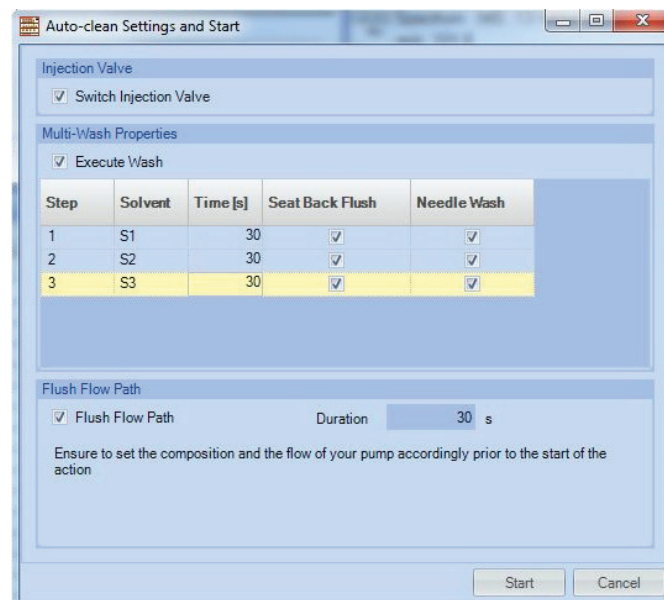 Auto-clean Settings and Start
Injection Valve
Switch Injection Valve
Multi-Wash Properties
Execute Wash
Step Solvent Time [s] Seat Back Flush Needle Wash
1 S1 30
2 S2 30
3 S3 30
Flush Flow Path
Flush Flow Path Duration 30 s
Ensure to set the composition and the flow of your pump accordingly prior to the start of the
action
Start Cancel